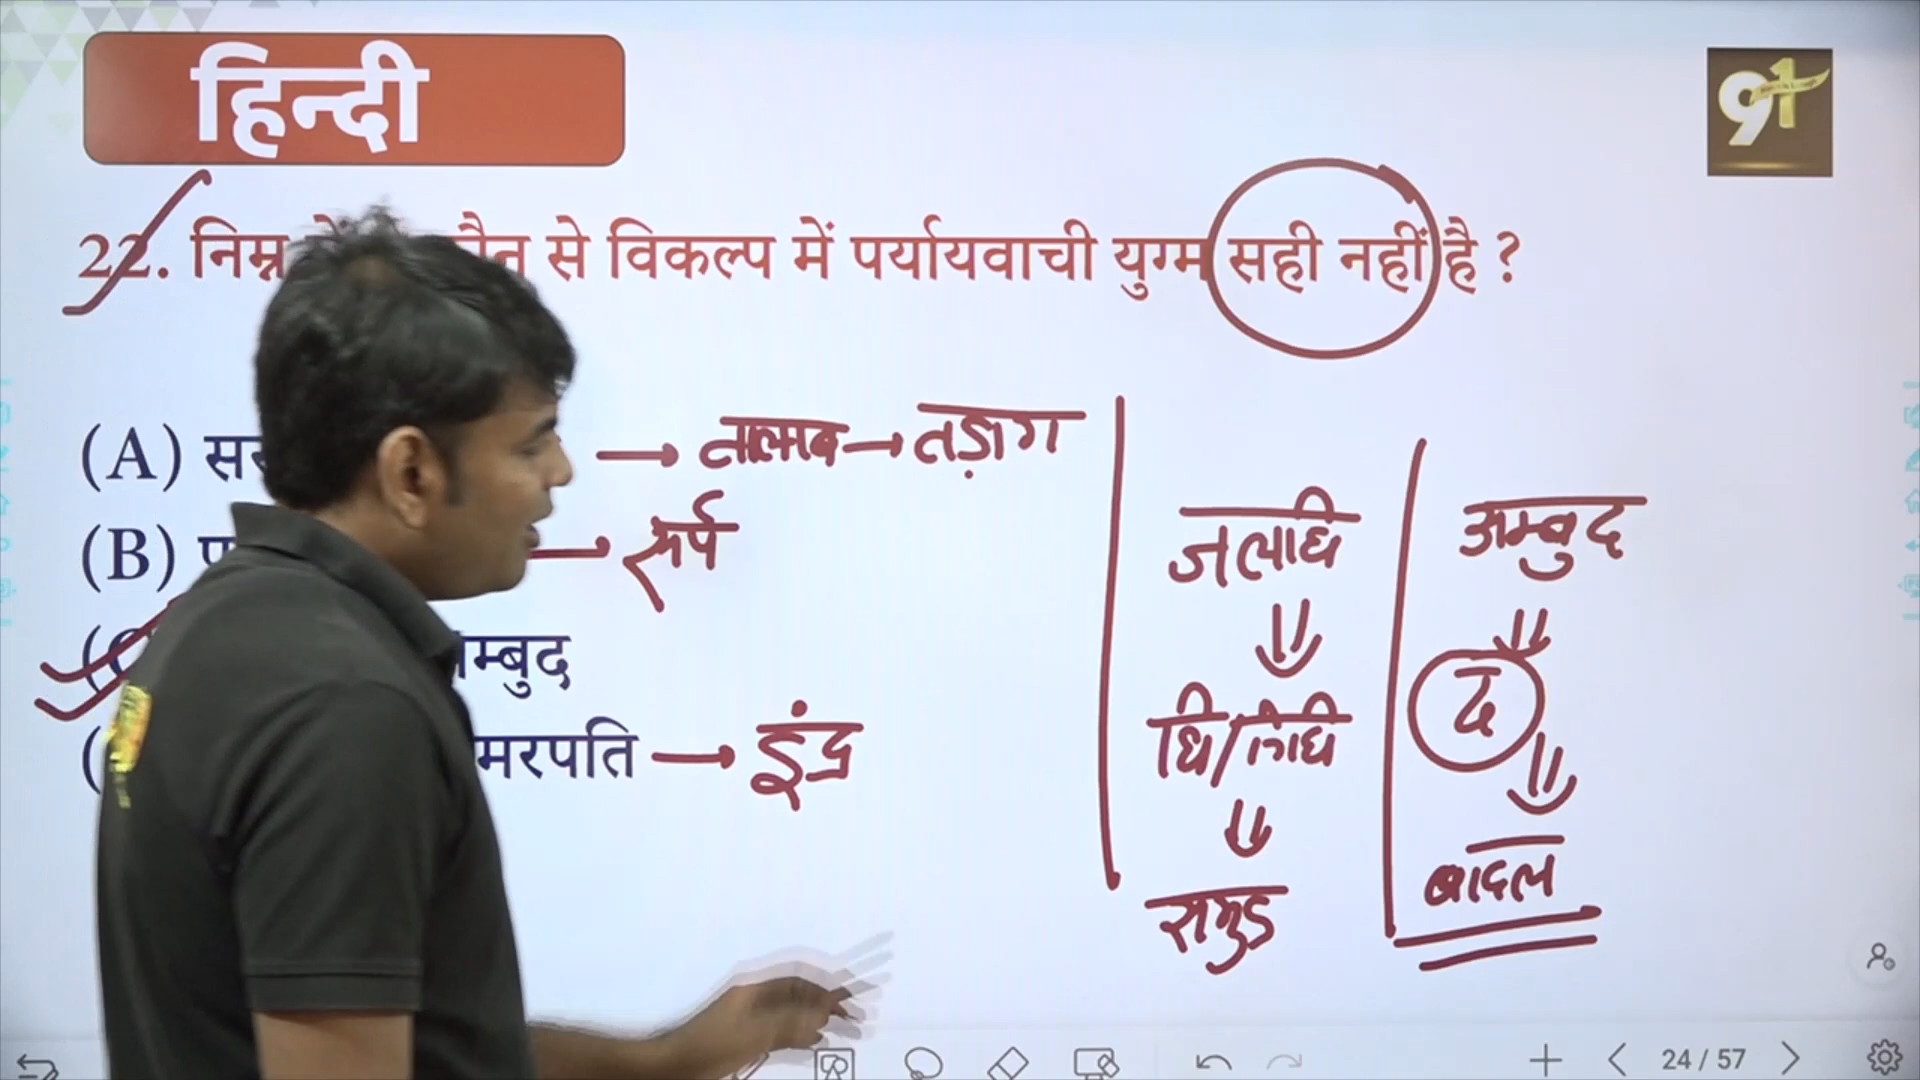 हिन्दी
91
22. निम्न से विकल्प में पर्यायवाची युग्म सही नहीं है ?
(A) → तालाब → तड़ाग
(B) → सर्प
म्बुद
मरपति → इंद्र
जलधि
धि/निधि
समुद्र
अम्बुद
द
बादल
24 / 57